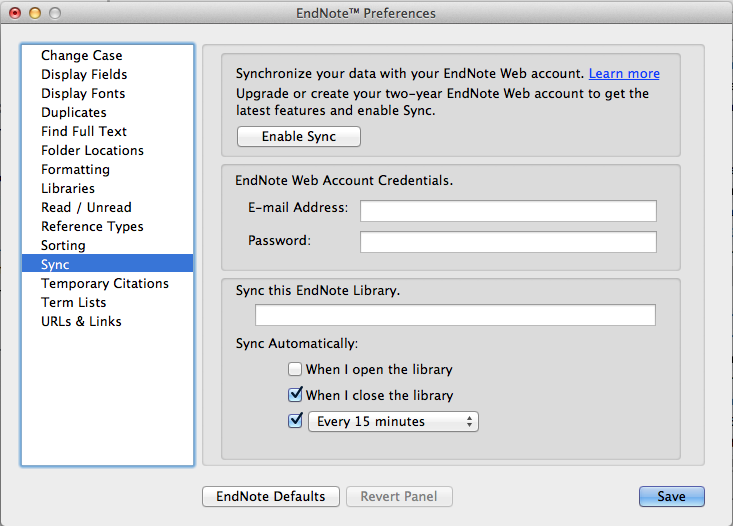 EndNote™ Preferences
Change Case
Display Fields
Display Fonts
Duplicates
Find Full Text
Folder Locations
Formatting
Libraries
Read / Unread
Reference Types
Sorting
Sync
Temporary Citations
Term Lists
URLs & Links
Synchronize your data with your EndNote Web account. Learn more
Upgrade or create your two-year EndNote Web account to get the
latest features and enable Sync.
Enable Sync
EndNote Web Account Credentials.
E-mail Address:
Password:
Sync this EndNote Library.
Sync Automatically:
When I open the library
When I close the library
Every 15 minutes
EndNote Defaults
Revert Panel
Save